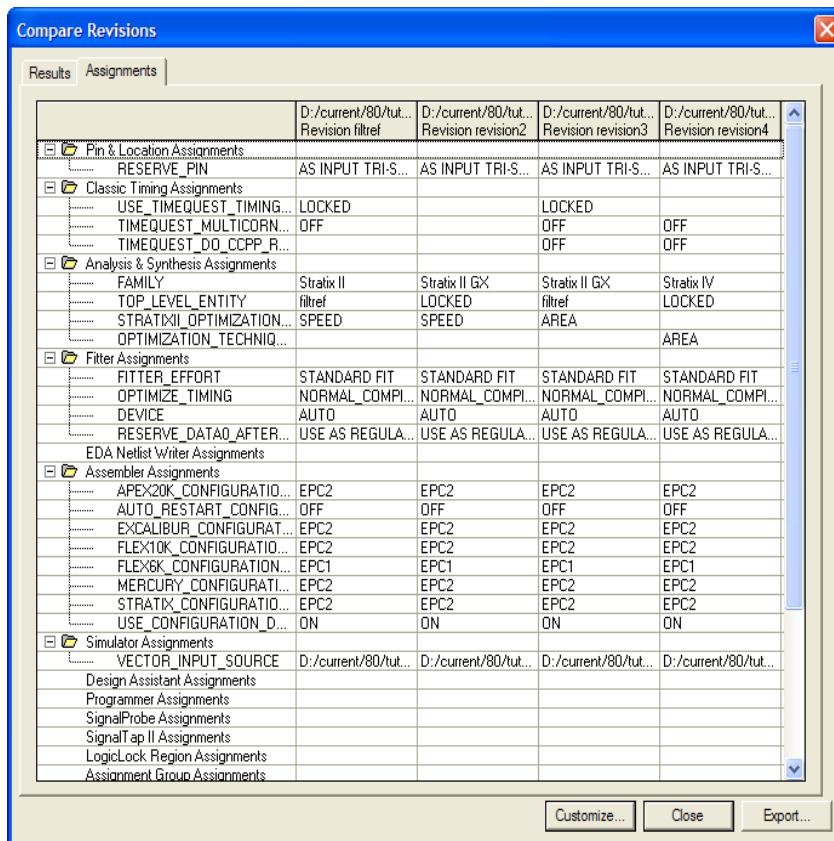 Compare Revisions
Results Assignments
D:/current/80/tut... D:/current/80/tut... D:/current/80/tut... D:/current/80/tut...
Revision filtref Revision revision2 Revision revision3 Revision revision4
Pin & Location Assignments
RESERVE_PIN AS INPUT TRI-S... AS INPUT TRI-S... AS INPUT TRI-S... AS INPUT TRI-S...
Classic Timing Assignments
USE_TIMEQUEST_TIMING... LOCKED LOCKED
TIMEQUEST_MULTICORN... OFF OFF OFF
TIMEQUEST_DO_CCPP_R... OFF OFF
Analysis & Synthesis Assignments
FAMILY Stratix II Stratix II GX Stratix II GX Stratix IV
TOP_LEVEL_ENTITY filtref LOCKED filtref LOCKED
STRATIXII_OPTIMIZATION... SPEED SPEED AREA
OPTIMIZATION_TECHNIQ... AREA
Fitter Assignments
FITTER_EFFORT STANDARD FIT STANDARD FIT STANDARD FIT STANDARD FIT
OPTIMIZE_TIMING NORMAL_COMPI... NORMAL_COMPI... NORMAL_COMPI... NORMAL_COMPI...
DEVICE AUTO AUTO AUTO AUTO
RESERVE_DATA0_AFTER... USE AS REGULA... USE AS REGULA... USE AS REGULA... USE AS REGULA...
EDA Netlist Writer Assignments
Assembler Assignments
APEX20K_CONFIGURATIO... EPC2 EPC2 EPC2 EPC2
AUTO_RESTART_CONFIG... OFF OFF OFF OFF
EXCALIBUR_CONFIGURAT... EPC2 EPC2 EPC2 EPC2
FLEX10K_CONFIGURATIO... EPC2 EPC2 EPC2 EPC2
FLEX6K_CONFIGURATION... EPC1 EPC1 EPC1 EPC1
MERCURY_CONFIGURATI... EPC2 EPC2 EPC2 EPC2
STRATIX_CONFIGURATIO... EPC2 EPC2 EPC2 EPC2
USE_CONFIGURATION_D... ON ON ON ON
Simulator Assignments
VECTOR_INPUT_SOURCE D:/current/80/tut... D:/current/80/tut... D:/current/80/tut... D:/current/80/tut...
Design Assistant Assignments
Programmer Assignments
SignalProbe Assignments
SignalTap II Assignments
LogicLock Region Assignments
Assignment Group Assignments
Customize... Close Export...